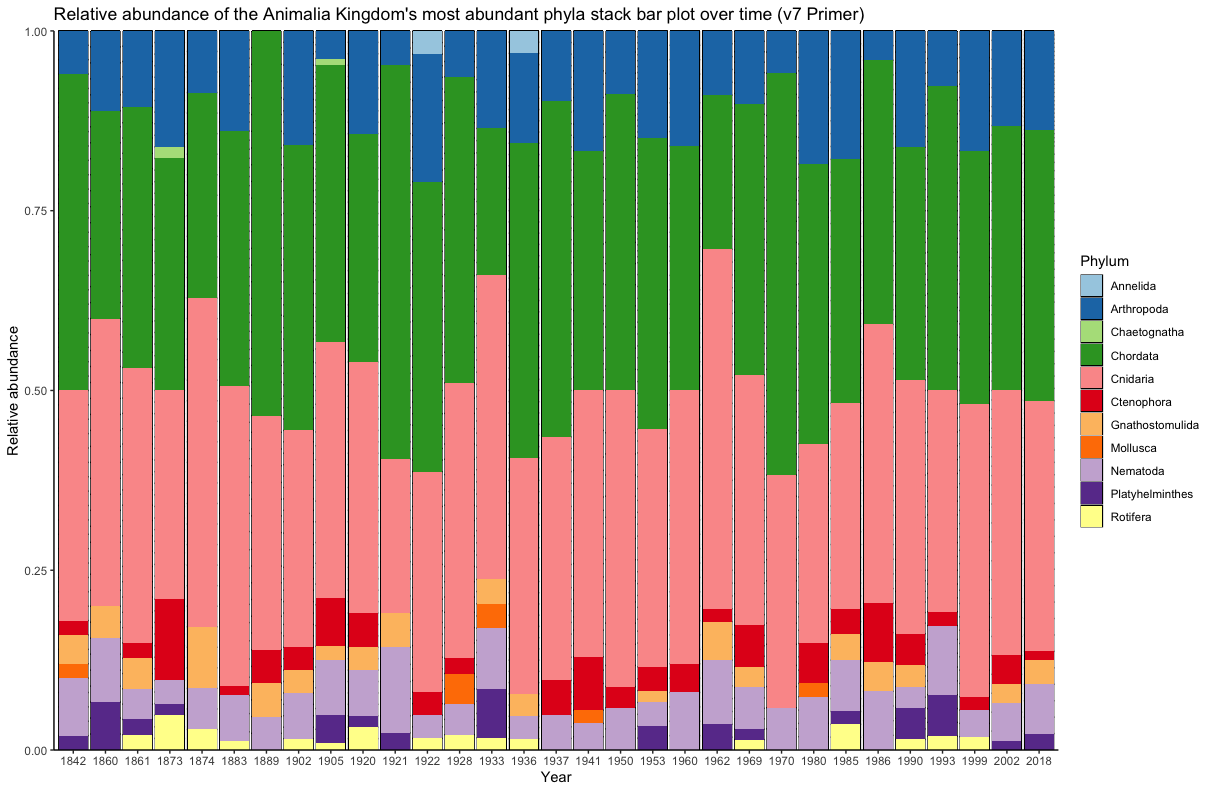 Relative abundance of the Animalia Kingdom's most abundant phyla stack bar plot over time (v7 Primer)
1.00
0.75
0.50
0.25
0.00
Relative abundance
1842 1860 1861 1873 1874 1883 1889 1902 1905 1920 1921 1922 1928 1933 1936 1937 1941 1950 1953 1960 1962 1969 1970 1980 1985 1986 1990 1993 1999 2002 2018
Year
Phylum
Annelida
Arthropoda
Chaetognatha
Chordata
Cnidaria
Ctenophora
Gnathostomulida
Mollusca
Nematoda
Platyhelminthes
Rotifera